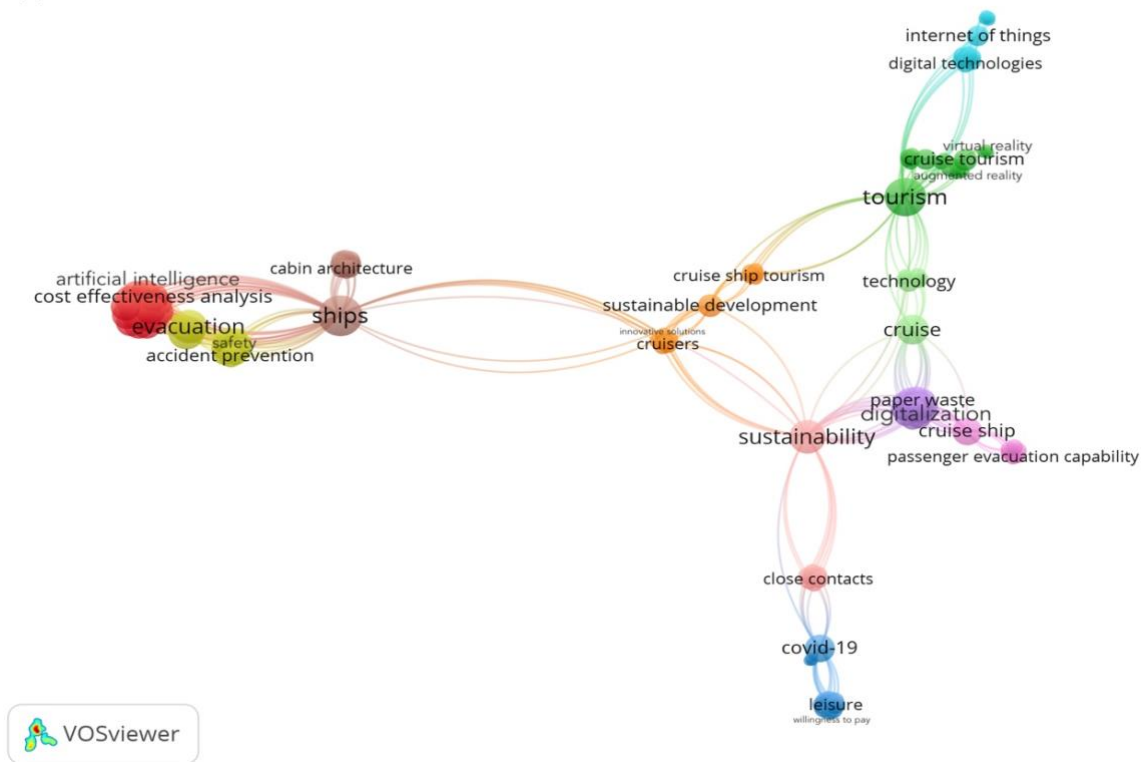 internet of things
digital technologies
virtual reality
cruise tourism
augmented reality
tourism
cabin architecture
artificial intelligence
cost effectiveness analysis
ships
evacuation
safety
accident prevention
cruise ship tourism
technology
sustainable development
innovative solutions
cruisers
cruise
paper waste
digitalization
cruise ship
sustainability
passenger evacuation capability
close contacts
covid-19
leisure
willingness to pay
VOSviewer